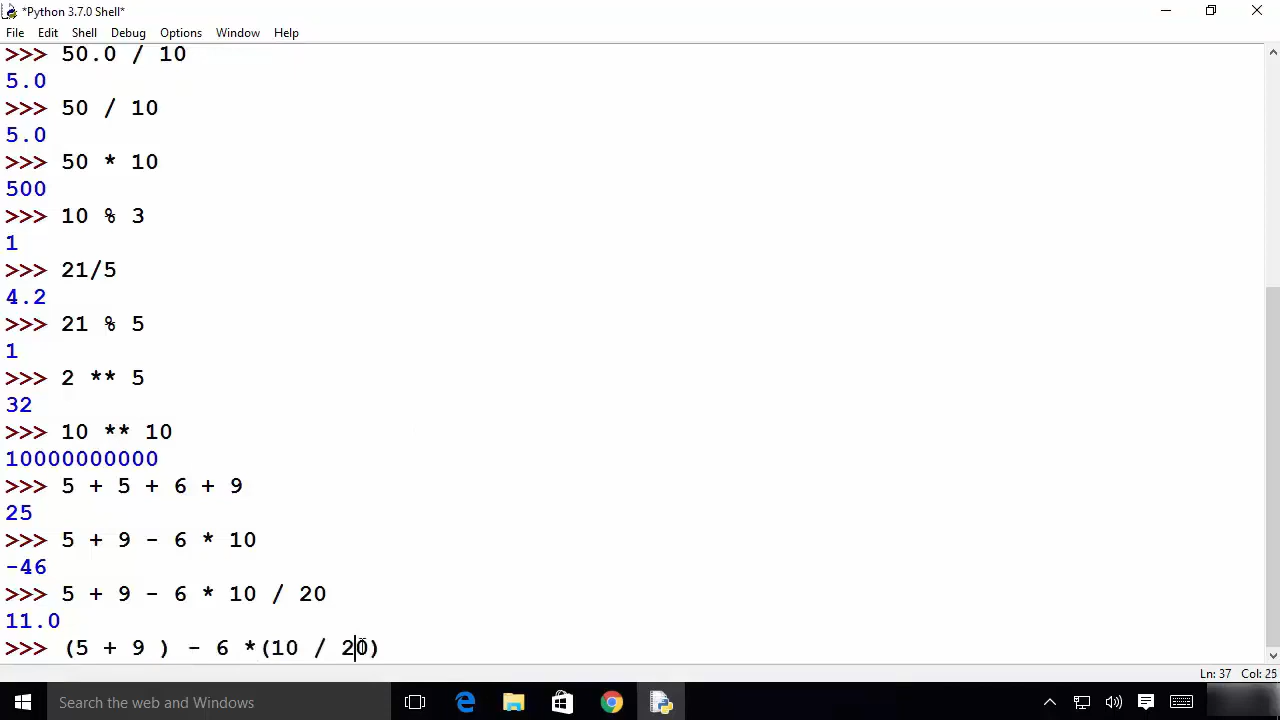 *Python 3.7.0 Shell*
File Edit Shell Debug Options Window Help
>>> 50.0 / 10
5.0
>>> 50 / 10
5.0
>>> 50 * 10
500
>>> 10 % 3
1
>>> 21/5
4.2
>>> 21 % 5
1
>>> 2 ** 5
32
>>> 10 ** 10
10000000000
>>> 5 + 5 + 6 + 9
25
>>> 5 + 9 - 6 * 10
-46
>>> 5 + 9 - 6 * 10 / 20
11.0
>>> (5 + 9 ) - 6 *(10 / 20)
Ln: 37 Col: 25
Search the web and Windows